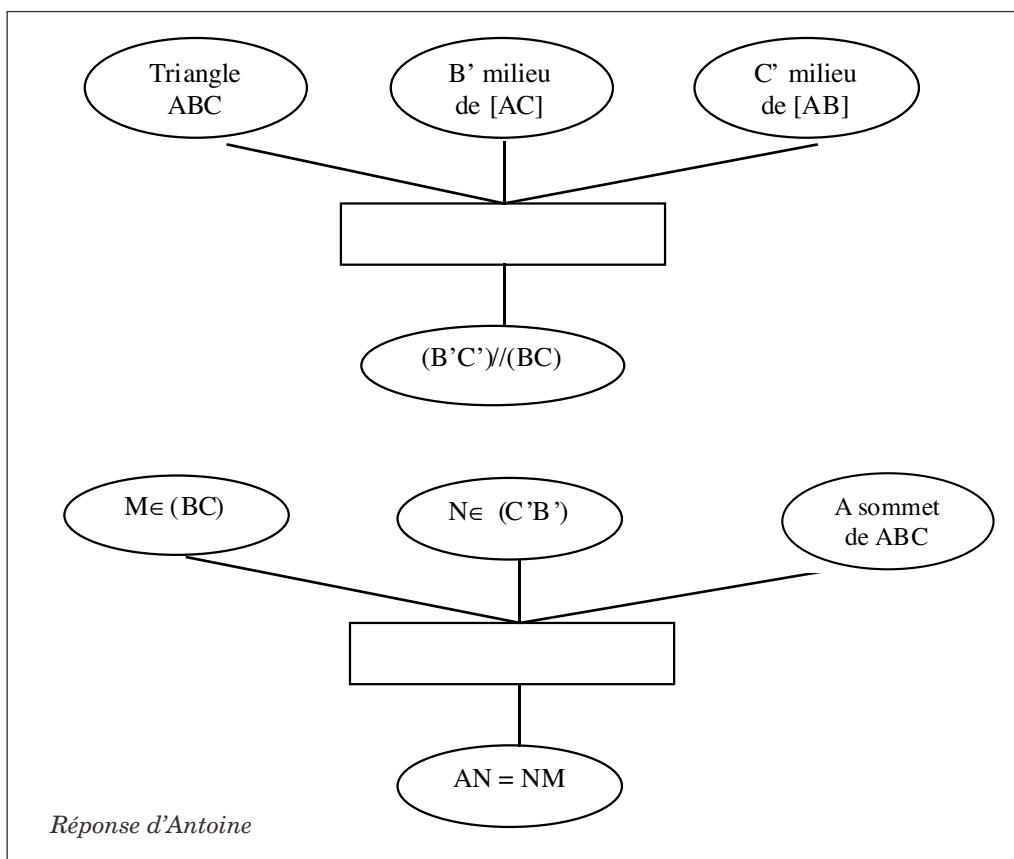 Triangle
ABC
B’ milieu
de [AC]
C’ milieu
de [AB]
(B’C’)//(BC)
M∈ (BC)
N∈ (C’B’)
A sommet
de ABC
AN = NM
Réponse d’Antoine